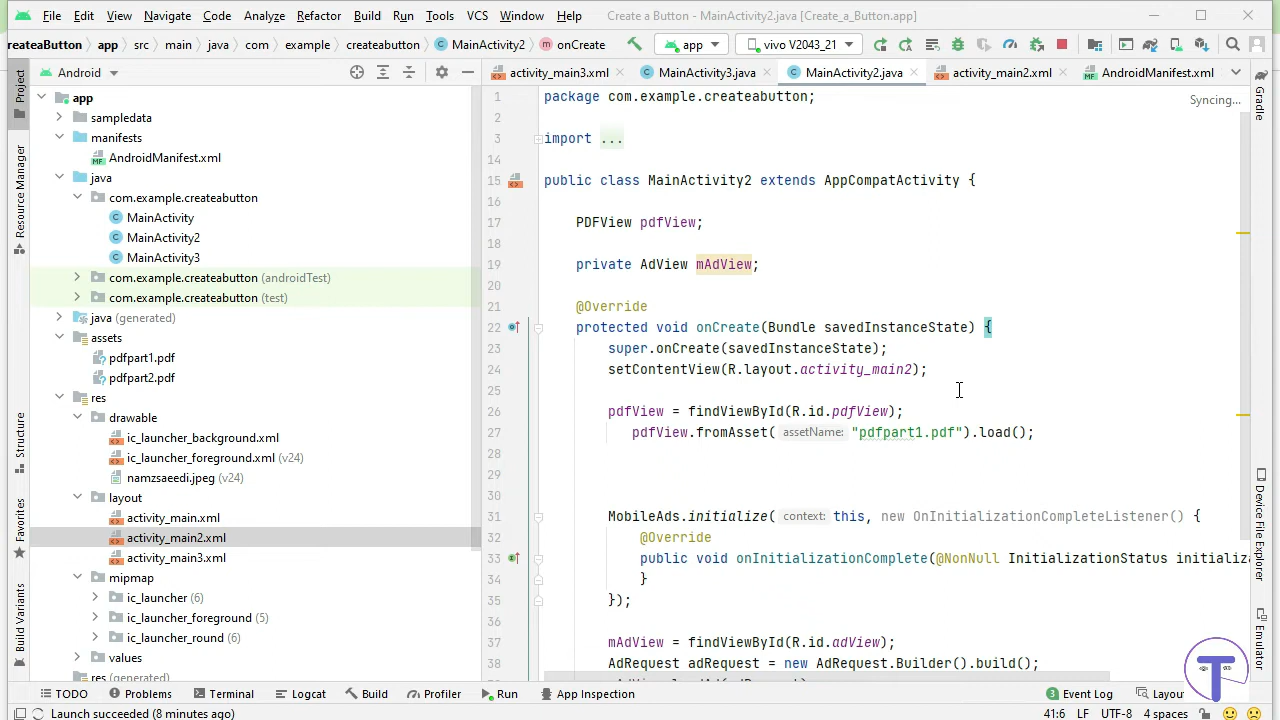 File Edit View Navigate Code Analyze Refactor Build Run Tools VCS Window Help Create a Button - MainActivity2.java [Create_a_Button.app]
reateaButton app src main java com example createabutton MainActivity2 onCreate app vivo V2043_21
Android
activity_main3.xml MainActivity3.java MainActivity2.java activity_main2.xml AndroidManifest.xml
Project
Resource Manager
Structure
Favorites
Build Variants
app
sampledata
manifests
AndroidManifest.xml
java
com.example.createabutton
MainActivity
MainActivity2
MainActivity3
com.example.createabutton (androidTest)
com.example.createabutton (test)
java (generated)
assets
pdfpart1.pdf
pdfpart2.pdf
res
drawable
ic_launcher_background.xml
ic_launcher_foreground.xml (v24)
namzsaeedi.jpeg (v24)
layout
activity_main.xml
activity_main2.xml
activity_main3.xml
mipmap
ic_launcher (6)
ic_launcher_foreground (5)
ic_launcher_round (6)
values
res (generated)
Syncing...
1 package com.example.createabutton;
2
3 import ...
14
15 public class MainActivity2 extends AppCompatActivity {
16
17 PDFView pdfView;
18
19 private AdView mAdView;
20
21 @Override
22 protected void onCreate(Bundle savedInstanceState) {
23 super.onCreate(savedInstanceState);
24 setContentView(R.layout.activity_main2);
25
26 pdfView = findViewById(R.id.pdfView);
27 pdfView.fromAsset( assetName: "pdfpart1.pdf").load();
28
29
30
31 MobileAds.initialize( context: this, new OnInitializationCompleteListener() {
32 @Override
33 public void onInitializationComplete(@NonNull InitializationStatus initializa
34 }
35 });
36
37 mAdView = findViewById(R.id.adView);
38 AdRequest adRequest = new AdRequest.Builder().build();
Gradle
Device File Explorer
Emulator
T
TODO Problems Terminal Logcat Build Profiler Run App Inspection 3 Event Log Layou
Launch succeeded (8 minutes ago) 41:6 LF UTF-8 4 spaces